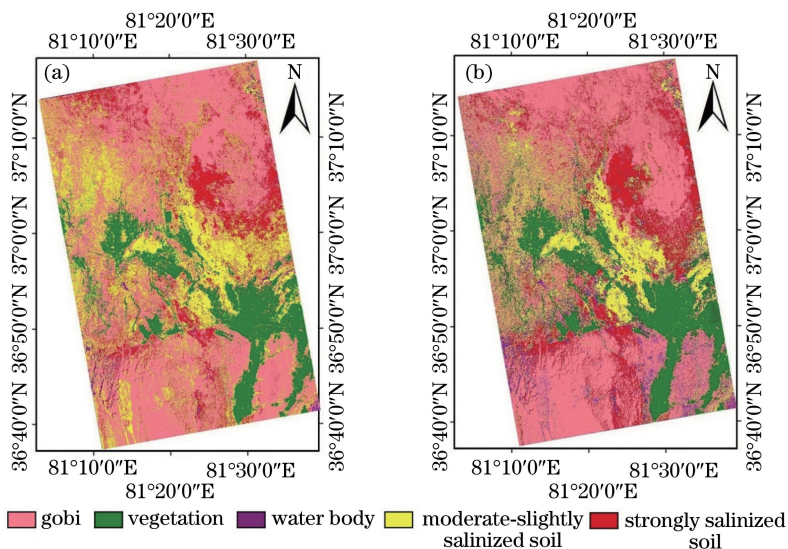 81°20′0″E
81°10′0″E 81°30′0″E
(a) N
37°10′0″N
37°0′0″N
36°50′0″N
36°40′0″N
37°10′0″N
37°0′0″N
36°50′0″N
36°40′0″N
81°10′0″E 81°30′0″E
81°20′0″E
81°20′0″E
81°10′0″E 81°30′0″E
(b) N
37°10′0″N
37°0′0″N
36°50′0″N
36°40′0″N
37°10′0″N
37°0′0″N
36°50′0″N
36°40′0″N
81°10′0″E 81°30′0″E
81°20′0″E
gobi vegetation water body moderate-slightly strongly salinized
salinized soil soil